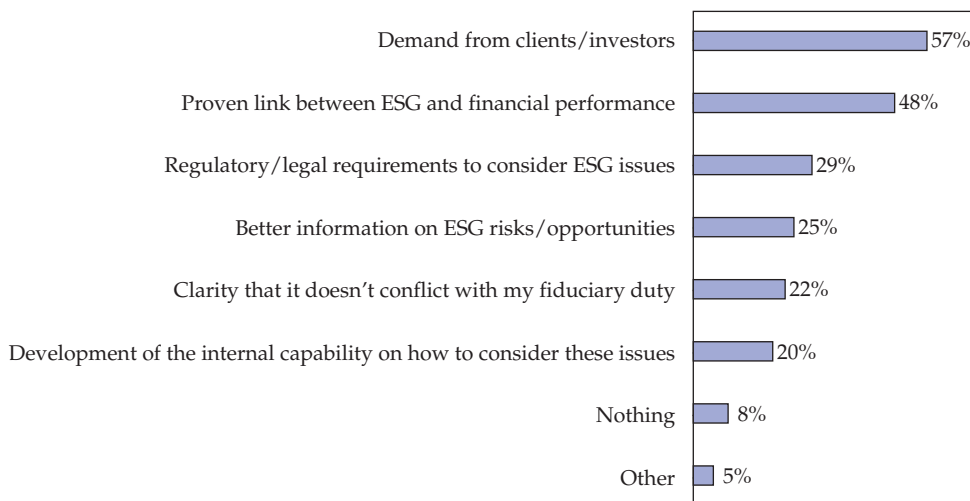 Demand from clients/investors 57%
Proven link between ESG and financial performance 48%
Regulatory/legal requirements to consider ESG issues 29%
Better information on ESG risks/opportunities 25%
Clarity that it doesn’t conflict with my fiduciary duty 22%
Development of the internal capability on how to consider these issues 20%
Nothing 8%
Other 5%